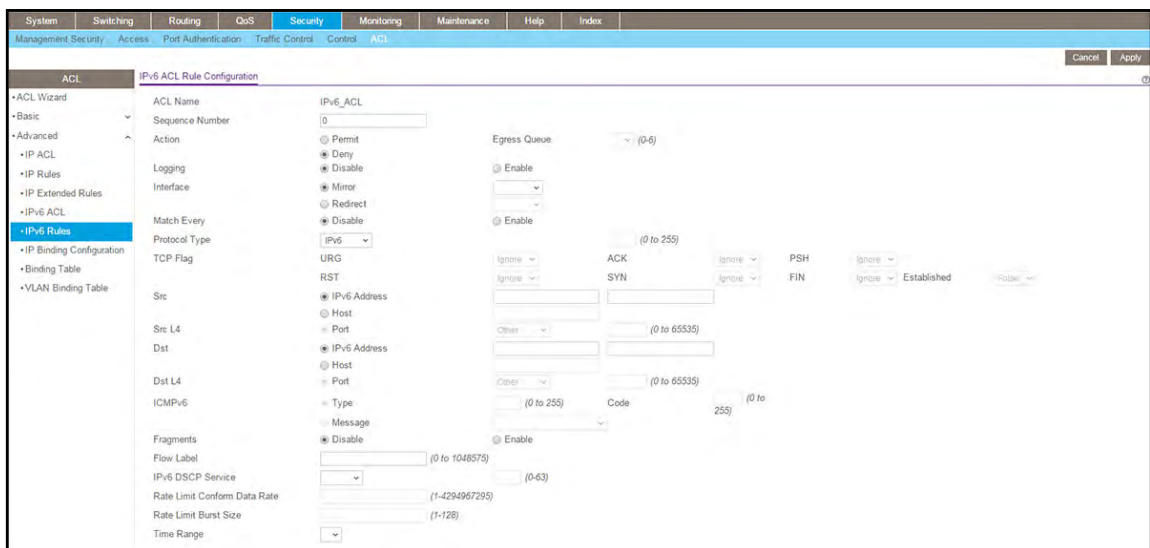 System Switching Routing QoS Security Monitoring Maintenance Help Index
Management Security Access Port Authentication Traffic Control Control ACL
Cancel Apply
ACL
IPv6 ACL Rule Configuration
ACL Wizard
Basic
Advanced
IP ACL
IP Rules
IP Extended Rules
IPv6 ACL
IPv6 Rules
IP Binding Configuration
Binding Table
VLAN Binding Table
ACL Name IPv6_ACL
Sequence Number 0
Action Permit Egress Queue (0-6)
Deny
Logging Disable Enable
Interface Mirror
Redirect
Match Every Disable Enable
Protocol Type IPv6 (0 to 255)
TCP Flag URG Ignore ACK Ignore PSH Ignore
RST Ignore SYN Ignore FIN Ignore Established False
Src IPv6 Address
Host
Src L4 Port Other (0 to 65535)
Dst IPv6 Address
Host
Dst L4 Port Other (0 to 65535)
ICMPv6 Type (0 to 255) Code (0 to
255)
Message
Fragments Disable Enable
Flow Label (0 to 1048575)
IPv6 DSCP Service (0-63)
Rate Limit Conform Data Rate (1-4294967295)
Rate Limit Burst Size (1-128)
Time Range